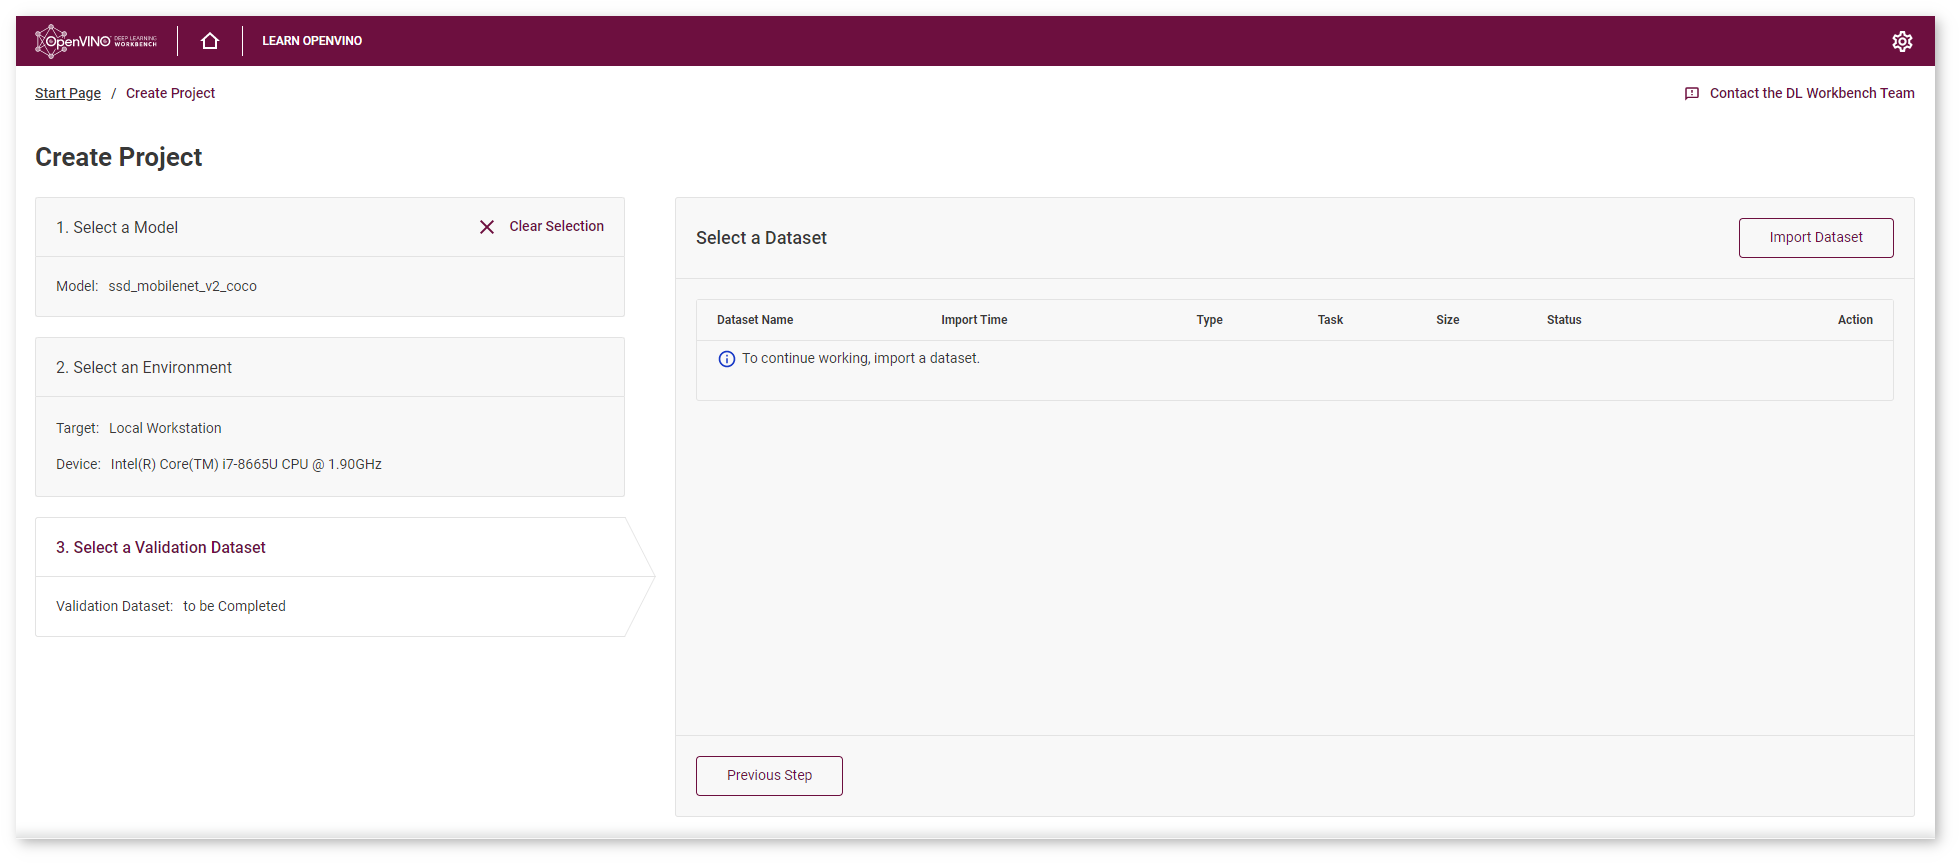 OpenVINO DEEP LEARNING WORKBENCH
LEARN OPENVINO
Start Page / Create Project
Contact the DL Workbench Team
Create Project
1. Select a Model
Clear Selection
Model: ssd_mobilenet_v2_coco
2. Select an Environment
Target: Local Workstation
Device: Intel(R) Core(TM) i7-8665U CPU @ 1.90GHz
3. Select a Validation Dataset
Validation Dataset: to be Completed
Select a Dataset
Import Dataset
Dataset Name Import Time Type Task Size Status Action
To continue working, import a dataset.
Previous Step